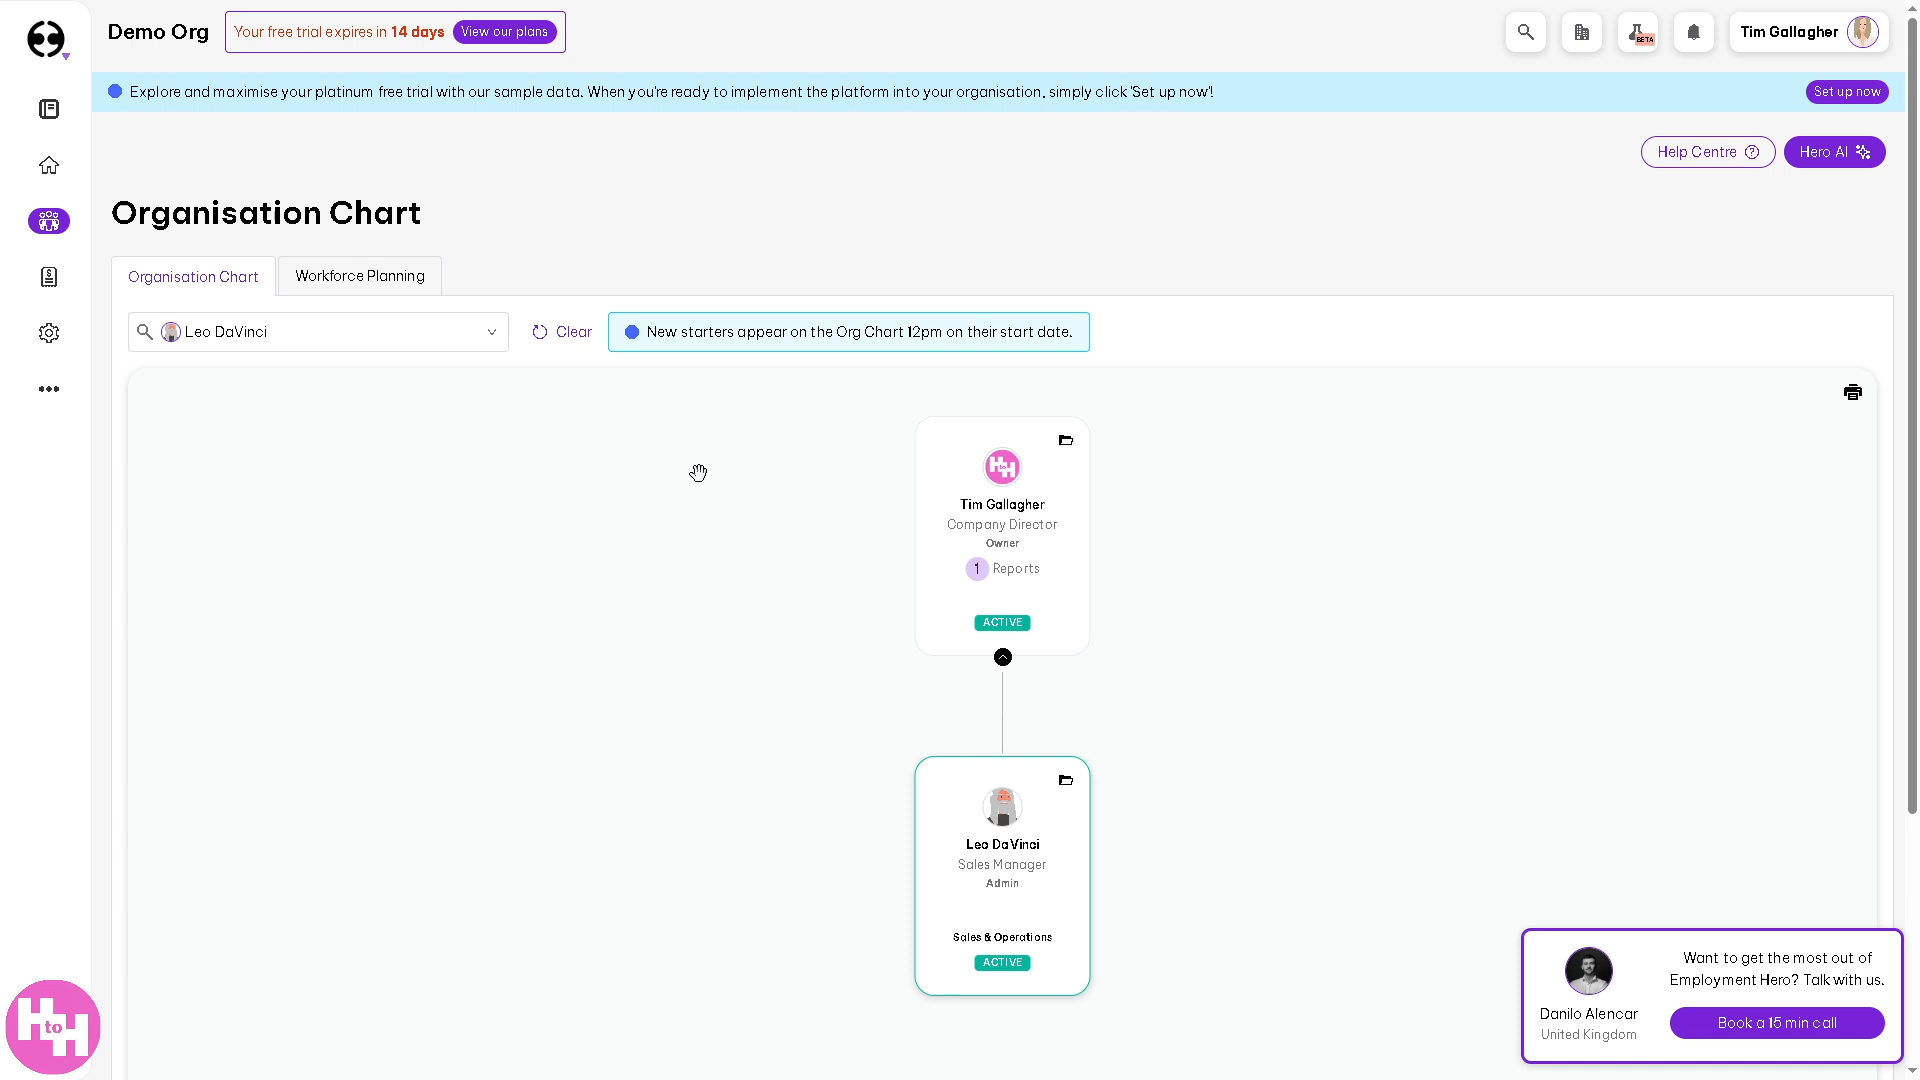 Demo Org
Your free trial expires in 14 days
View our plans
BETA
Tim Gallagher
Explore and maximise your platinum free trial with our sample data. When you're ready to implement the platform into your organisation, simply click 'Set up now'!
Set up now
Help Centre
Hero AI
Organisation Chart
Organisation Chart
Workforce Planning
Leo DaVinci
Clear
New starters appear on the Org Chart 12pm on their start date.
H to H
Tim Gallagher
Company Director
Owner
1 Reports
ACTIVE
Leo DaVinci
Sales Manager
Admin
Sales & Operations
ACTIVE
Want to get the most out of
Employment Hero? Talk with us.
Danilo Alencar
United Kingdom
Book a 15 min call
H to H